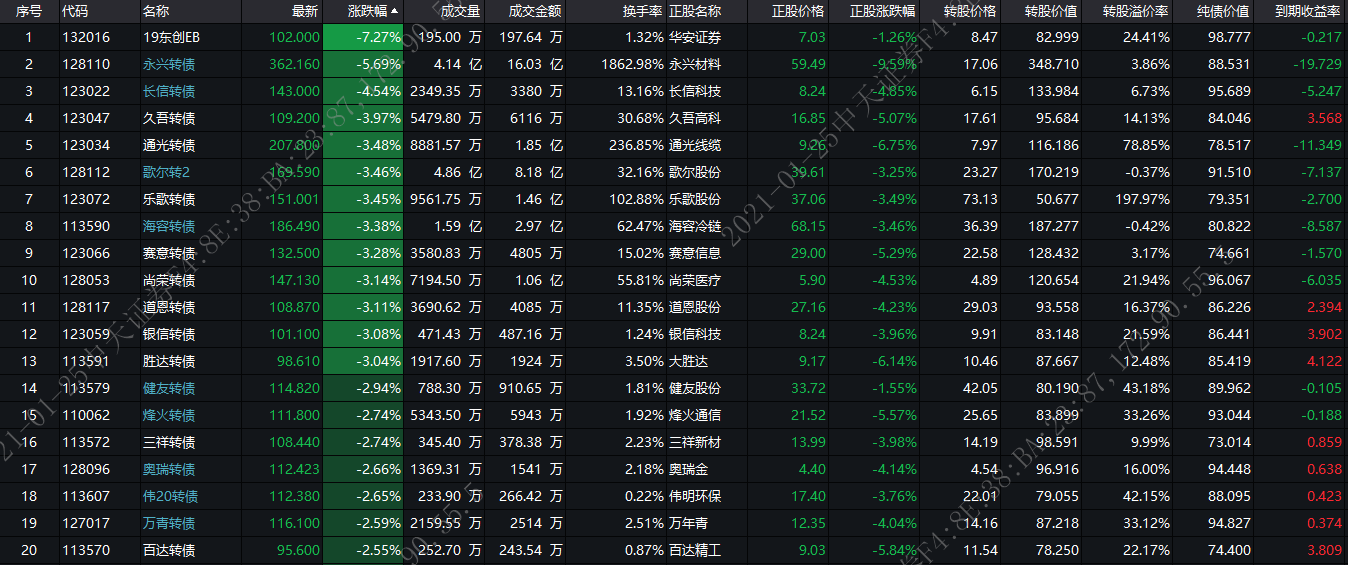 序号 代码 名称 最新 涨跌幅 成交量 成交金额 换手率 正股名称 正股价格 正股涨跌幅 转股价格 转股价值 转股溢价率 纯债价值 到期收益率
1 132016 19东创EB 102.000 -7.27% 195.00 万 197.64 万 1.32% 华安证券 7.03 -1.26% 8.47 82.999 24.41% 98.777 -0.217
2 128110 永兴转债 362.160 -5.69% 4.14 亿 16.03 亿 1862.98% 永兴材料 59.49 -9.59% 17.06 348.710 3.86% 88.531 -19.729
3 123022 长信转债 143.000 -4.54% 2349.35 万 3380 万 13.16% 长信科技 8.24 -4.85% 6.15 133.984 6.73% 95.689 -5.247
4 123047 久吾转债 109.200 -3.97% 5479.80 万 6116 万 30.68% 久吾高科 16.85 -5.07% 17.61 95.684 14.13% 84.046 3.568
5 123034 通光转债 207.800 -3.48% 8881.57 万 1.85 亿 236.85% 通光线缆 9.26 -6.75% 7.97 116.186 78.85% 78.517 -11.349
6 128112 歌尔转2 169.590 -3.46% 4.86 亿 8.18 亿 32.16% 歌尔股份 39.61 -3.25% 23.27 170.219 -0.37% 91.510 -7.137
7 123072 乐歌转债 151.001 -3.45% 9561.75 万 1.46 亿 102.88% 乐歌股份 37.06 -3.49% 73.13 50.677 197.97% 79.351 -2.700
8 113590 海容转债 186.490 -3.38% 1.59 亿 2.97 亿 62.47% 海容冷链 68.15 -3.46% 36.39 187.277 -0.42% 80.822 -8.587
9 123066 赛意转债 132.500 -3.28% 3580.83 万 4805 万 15.02% 赛意信息 29.00 -5.29% 22.58 128.432 3.17% 74.661 -1.570
10 128053 尚荣转债 147.130 -3.14% 7194.50 万 1.06 亿 55.81% 尚荣医疗 5.90 -4.53% 4.89 120.654 21.94% 96.067 -6.035
11 128117 道恩转债 108.870 -3.11% 3690.62 万 4085 万 11.35% 道恩股份 27.16 -4.23% 29.03 93.558 16.37% 86.226 2.394
12 123059 银信转债 101.100 -3.08% 471.43 万 487.16 万 1.24% 银信科技 8.24 -3.96% 9.91 83.148 21.59% 86.441 3.902
13 113591 胜达转债 98.610 -3.04% 1917.60 万 1924 万 3.50% 大胜达 9.17 -6.14% 10.46 87.667 12.48% 85.419 4.122
14 113579 健友转债 114.820 -2.94% 788.30 万 910.65 万 1.81% 健友股份 33.72 -1.55% 42.05 80.190 43.18% 89.962 -0.105
15 110062 烽火转债 111.800 -2.74% 5343.50 万 5943 万 1.92% 烽火通信 21.52 -5.57% 25.65 83.899 33.26% 93.044 -0.188
16 113572 三祥转债 108.440 -2.74% 345.40 万 378.38 万 2.23% 三祥新材 13.99 -3.98% 14.19 98.591 9.99% 73.014 0.859
17 128096 奥瑞转债 112.423 -2.66% 1369.31 万 1541 万 2.18% 奥瑞金 4.40 -4.14% 4.54 96.916 16.00% 94.448 0.638
18 113607 伟20转债 112.380 -2.65% 233.90 万 266.42 万 0.22% 伟明环保 17.40 -3.76% 22.01 79.055 42.15% 88.095 0.423
19 127017 万青转债 116.100 -2.59% 2159.55 万 2514 万 2.51% 万年青 12.35 -4.04% 14.16 87.218 33.12% 94.827 0.374
20 113570 百达转债 95.600 -2.55% 252.70 万 243.54 万 0.87% 百达精工 9.03 -5.84% 11.54 78.250 22.17% 74.400 3.809